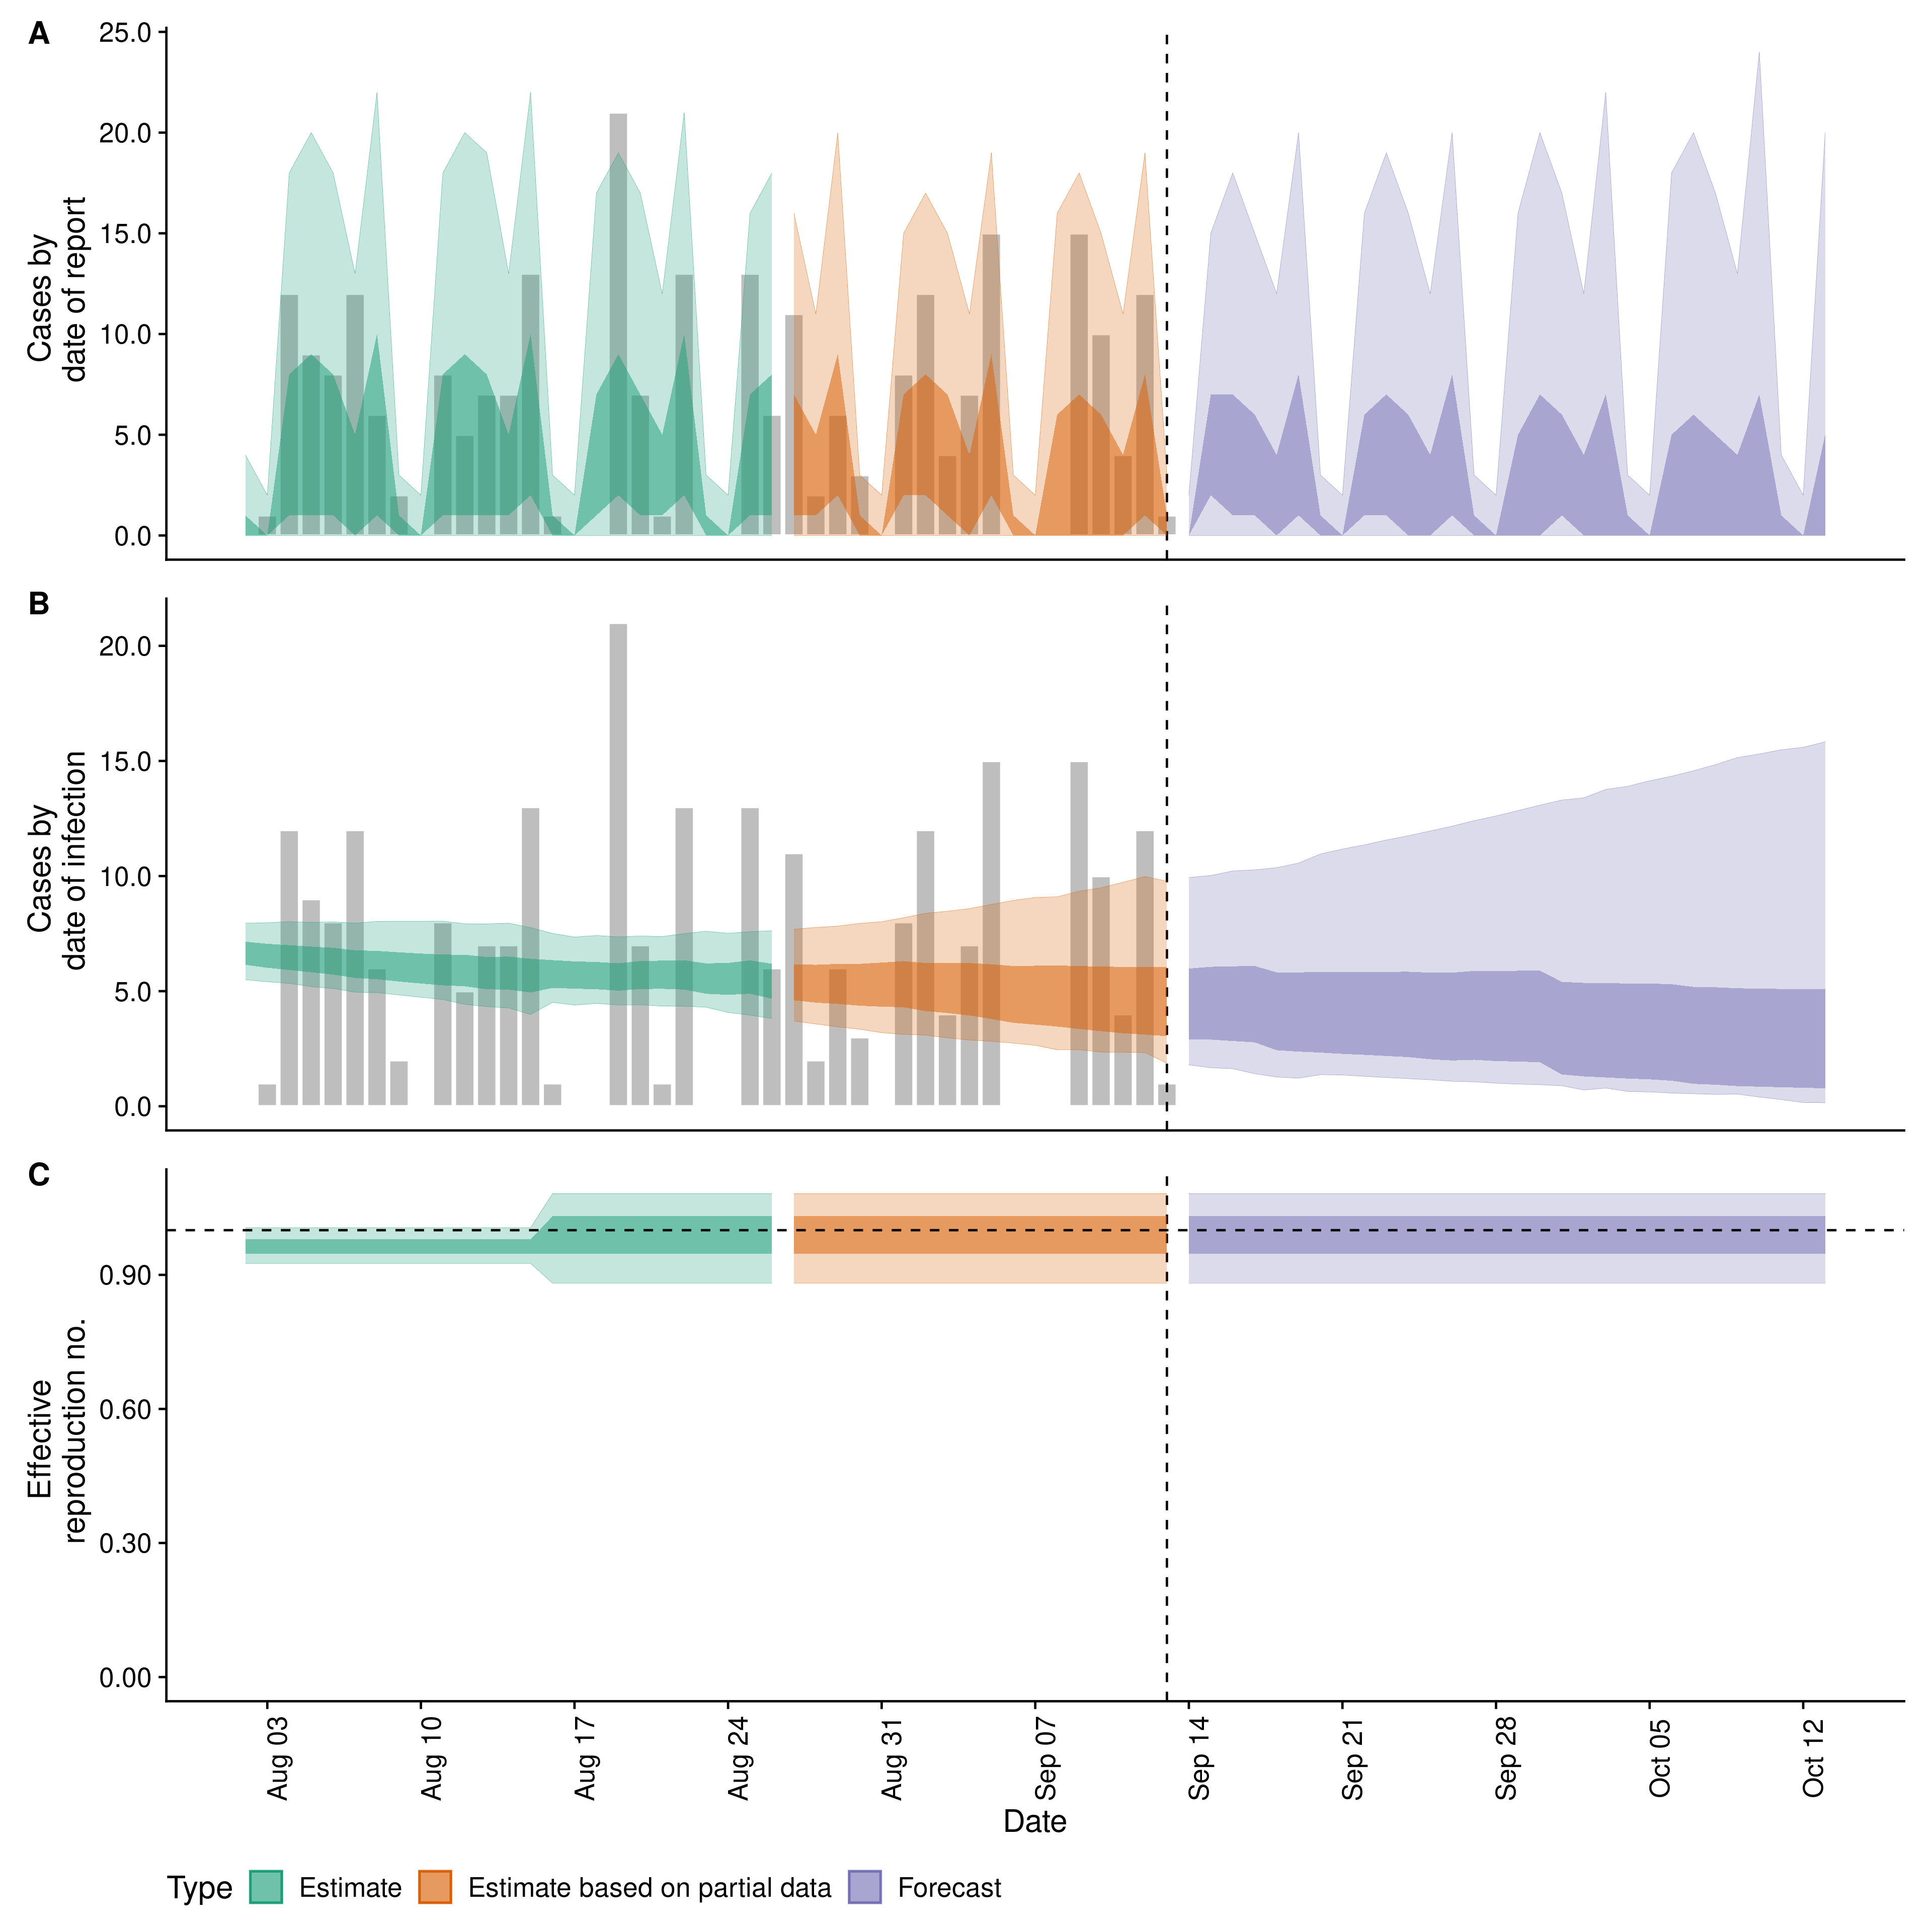 A
Cases by
date of report
25.0
20.0
15.0
10.0
5.0
0.0
B
Cases by
date of infection
20.0
15.0
10.0
5.0
0.0
C
Effective
reproduction no.
0.90
0.60
0.30
0.00
Aug 03
Aug 10
Aug 17
Aug 24
Aug 31
Sep 07
Sep 14
Sep 21
Sep 28
Oct 05
Oct 12
Date
Type Estimate Estimate based on partial data Forecast